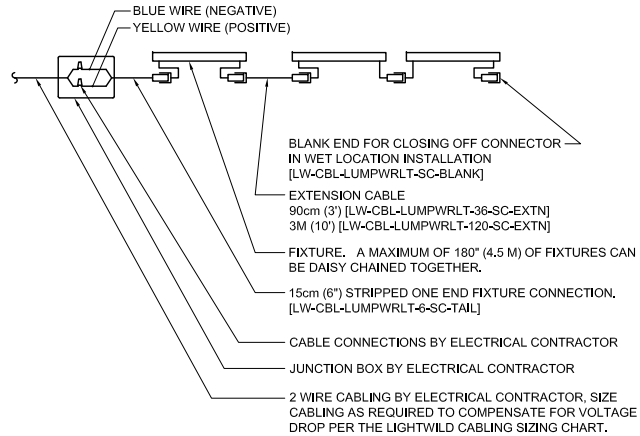 BLUE WIRE (NEGATIVE)
YELLOW WIRE (POSITIVE)
BLANK END FOR CLOSING OFF CONNECTOR
IN WET LOCATION INSTALLATION
[LW-CBL-LUMPWRLT-SC-BLANK]
EXTENSION CABLE
90cm (3') [LW-CBL-LUMPWRLT-36-SC-EXTN]
3M (10') [LW-CBL-LUMPWRLT-120-SC-EXTN]
FIXTURE. A MAXIMUM OF 180" (4.5 M) OF FIXTURES CAN
BE DAISY CHAINED TOGETHER.
15cm (6") STRIPPED ONE END FIXTURE CONNECTION.
[LW-CBL-LUMPWRLT-6-SC-TAIL]
CABLE CONNECTIONS BY ELECTRICAL CONTRACTOR
JUNCTION BOX BY ELECTRICAL CONTRACTOR
2 WIRE CABLING BY ELECTRICAL CONTRACTOR, SIZE
CABLING AS REQUIRED TO COMPENSATE FOR VOLTAGE
DROP PER THE LIGHTWILD CABLING SIZING CHART.